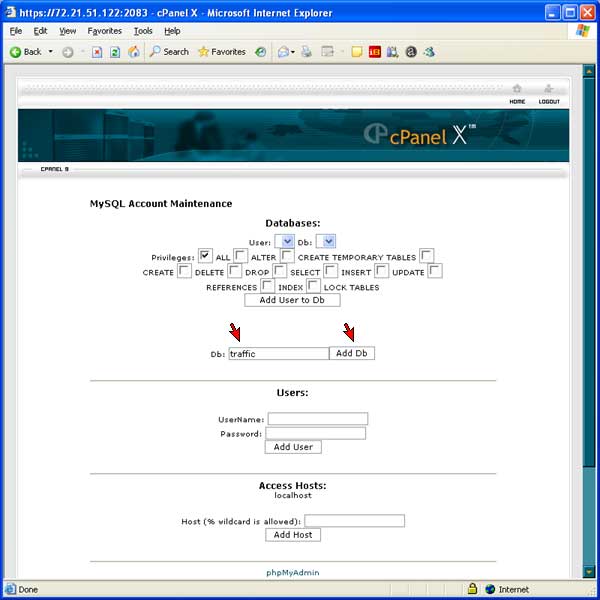 https://72.21.51.122:2083 - cPanel X - Microsoft Internet Explorer
File Edit View Favorites Tools Help
Back Search Favorites
HOME LOGOUT
cPanel X™
CPANEL 9
MySQL Account Maintenance
Databases:
User: Db:
Privileges: ALL ALTER CREATE TEMPORARY TABLES
CREATE DELETE DROP SELECT INSERT UPDATE
REFERENCES INDEX LOCK TABLES
Add User to Db
Db: traffic Add Db
Users:
UserName:
Password:
Add User
Access Hosts:
localhost
Host (% wildcard is allowed):
Add Host
phpMyAdmin
Done Internet